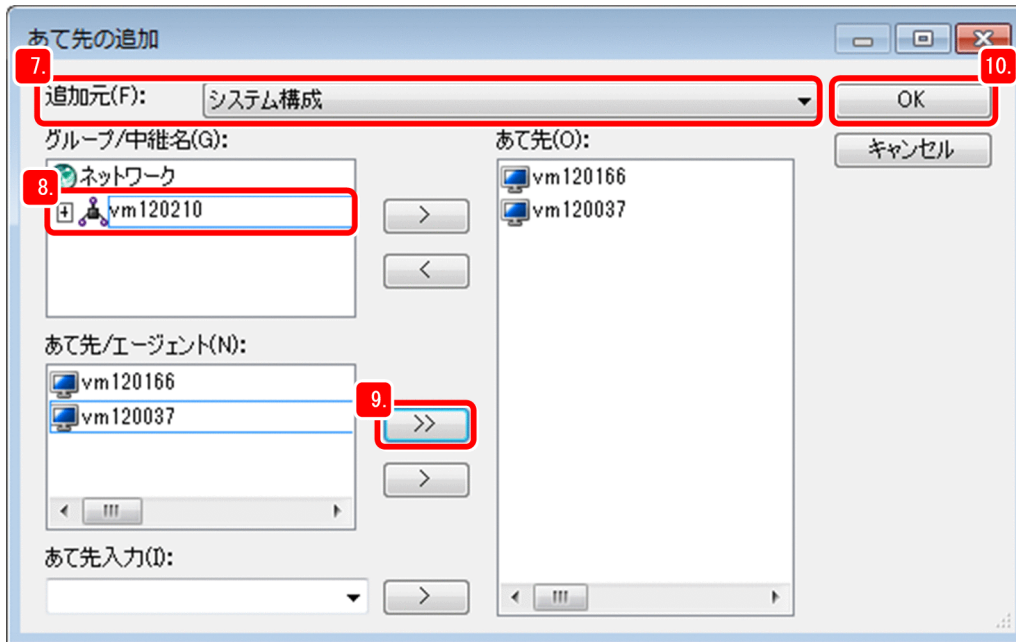 あて先の追加
7.
10.
追加元(F):
システム構成
OK
グループ/中継名(G):
あて先(O):
キャンセル
ネットワーク
8.
vm120210
>
<
vm120166
vm120037
あて先/エージェント(N):
vm120166
vm120037
9.
>>
>
あて先入力(I):
>